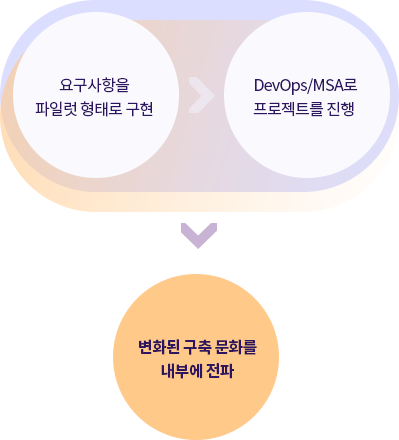 요구사항을
파일럿 형태로 구현
DevOps/MSA로
프로젝트를 진행
변화된 구축 문화를
내부에 전파